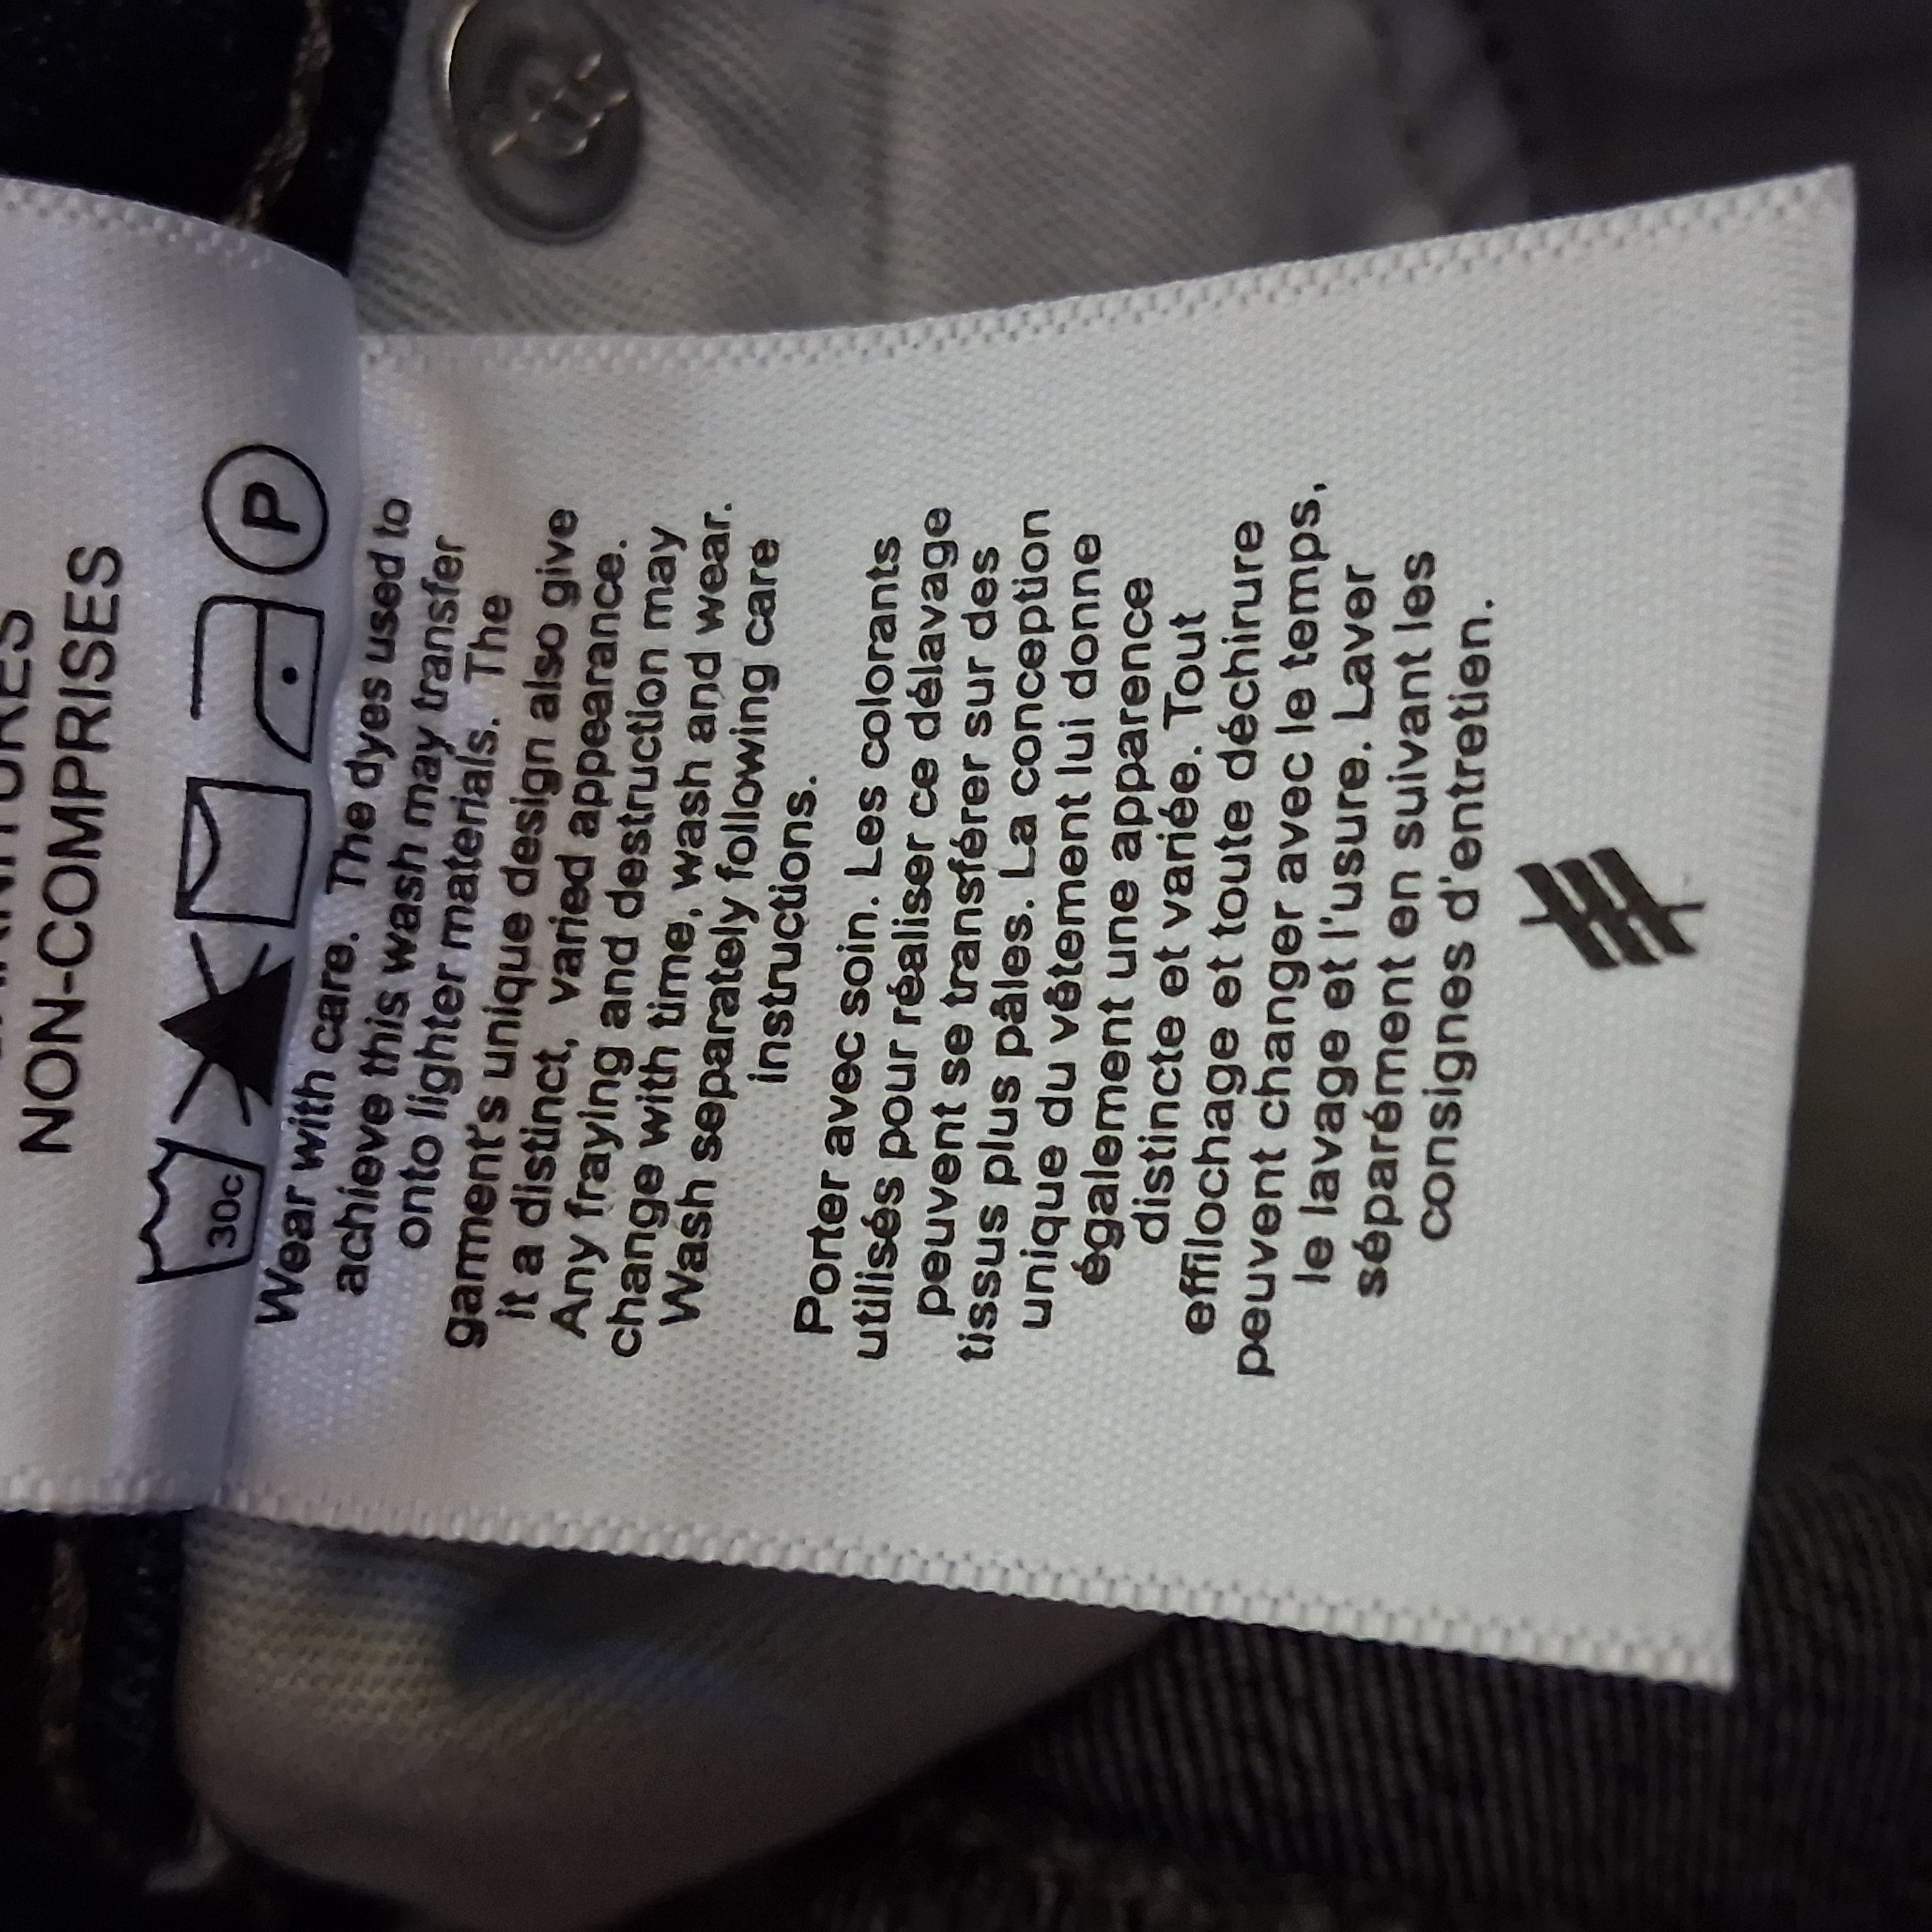 NON-COMPRISES
30c
P
Wear with care. The dyes used to
achieve this wash may transfer
onto lighter materials. The
garment's unique design also give
it a distinct, varied appearance.
Any fraying and destruction may
change with time, wash and wear.
Wash separately following care
instructions.
Porter avec soin. Les colorants
utilisés pour réaliser ce délavage
peuvent se transférer sur des
tissus plus pâles. La conception
unique du vêtement lui donne
également une apparence
distincte et variée. Tout
effilochage et toute déchirure
peuvent changer avec le temps,
le lavage et l'usure. Laver
séparément en suivant les
consignes d'entretien.